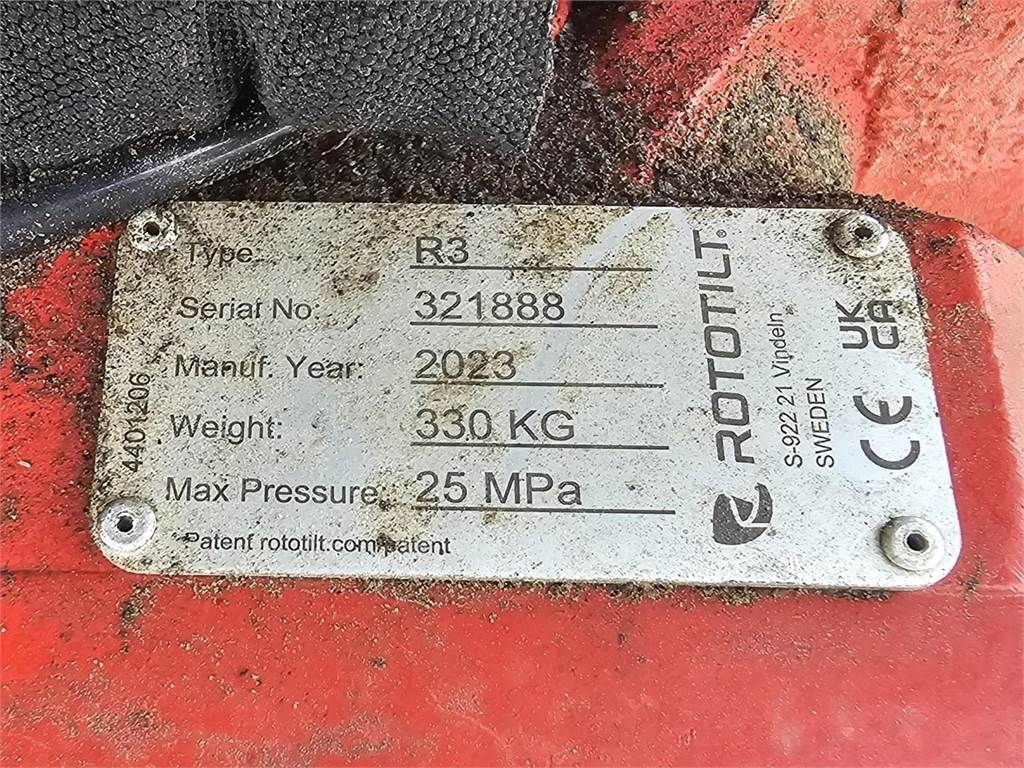 Type: R3
Serial No: 321888
Manuf. Year: 2023
Weight: 330 KG
Max Pressure: 25 MPa
Patent rototilt.com/patent
4401206
ROTOTILT®
S-922 21 Vindeln
SWEDEN
UK
CA
CE